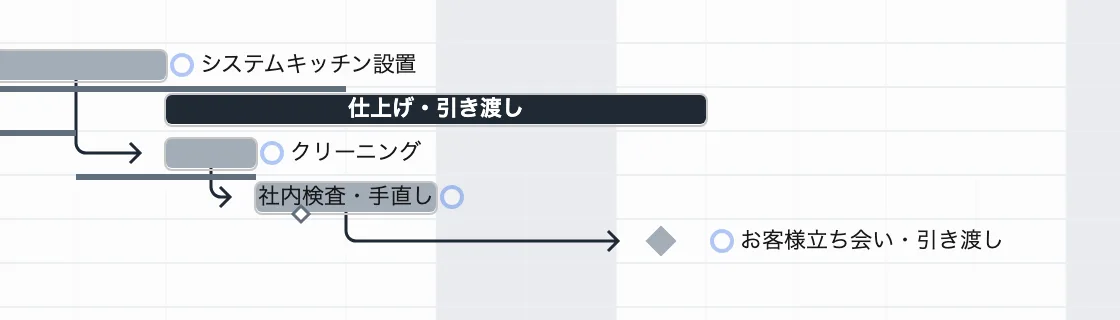 システムキッチン設置
仕上げ・引き渡し
クリーニング
社内検査・手直し
お客様立ち会い・引き渡し